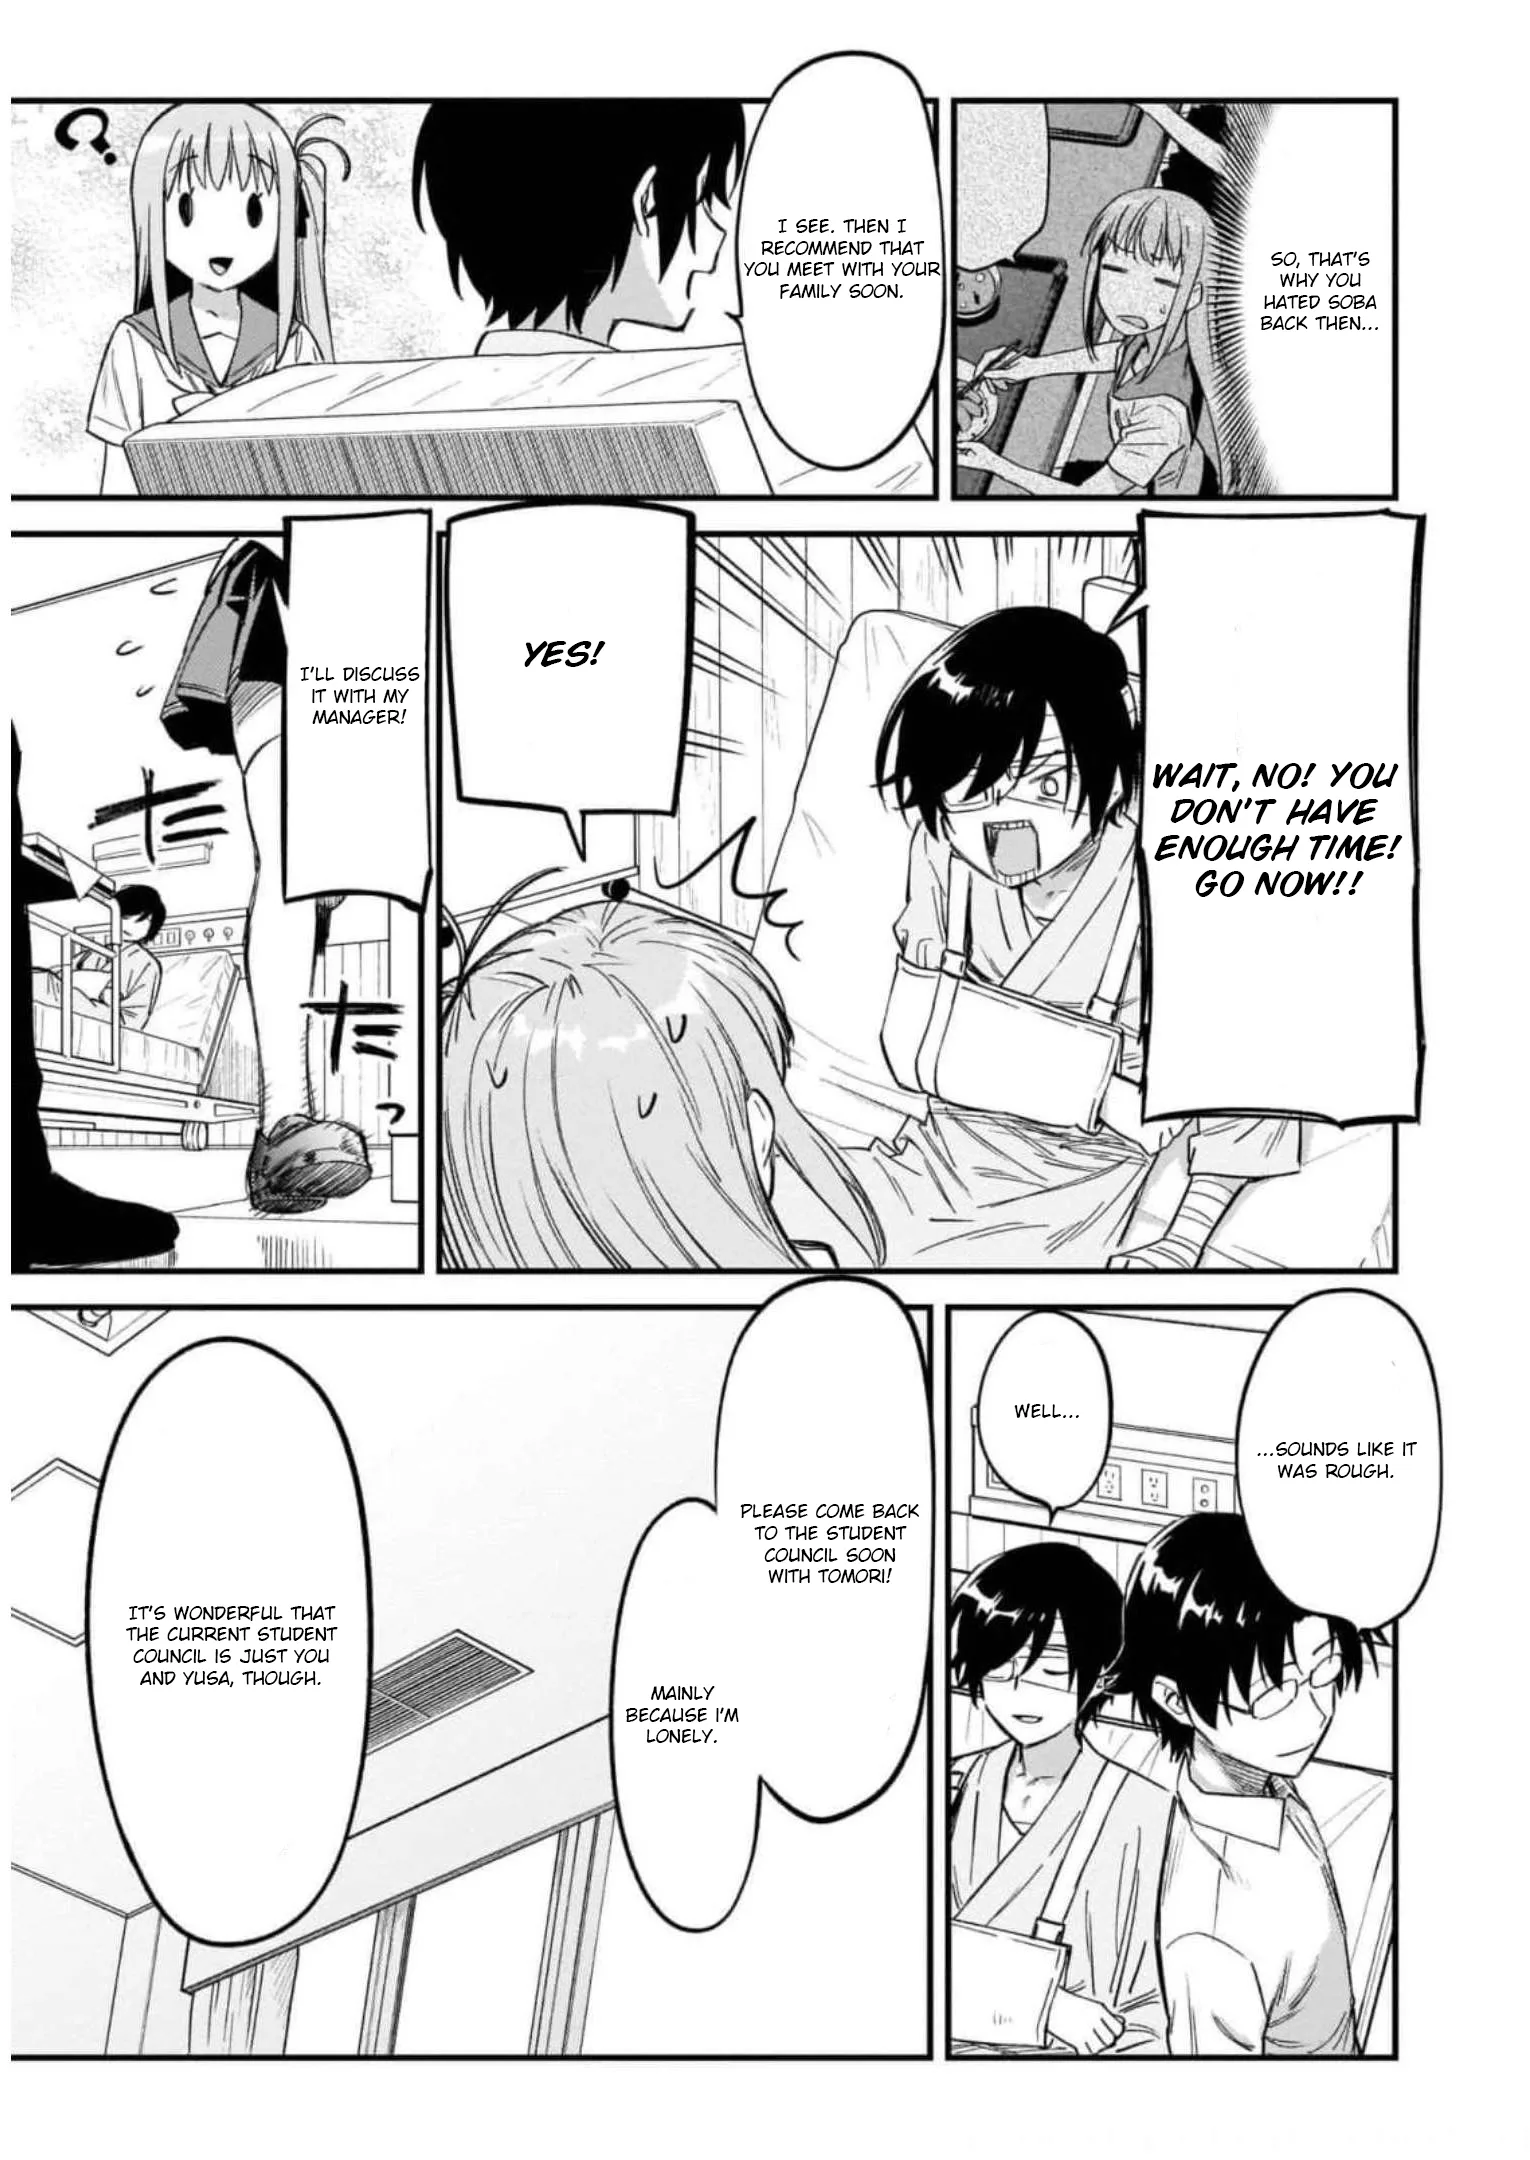 SO, THAT'S
WHY YOU
HATED SOBA
BACK THEN...
I SEE. THEN I
RECOMMEND THAT
YOU MEET WITH YOUR
FAMILY SOON.
?
WAIT, NO! YOU
DON'T HAVE
ENOUGH TIME!
GO NOW!!
YES!
I'LL DISCUSS
IT WITH MY
MANAGER!
たたっ
...SOUNDS LIKE IT
WAS ROUGH.
WELL...
PLEASE COME BACK
TO THE STUDENT
COUNCIL SOON
WITH TOMORI!
MAINLY
BECAUSE I'M
LONELY.
IT'S WONDERFUL THAT
THE CURRENT STUDENT
COUNCIL IS JUST YOU
AND YUSA, THOUGH.